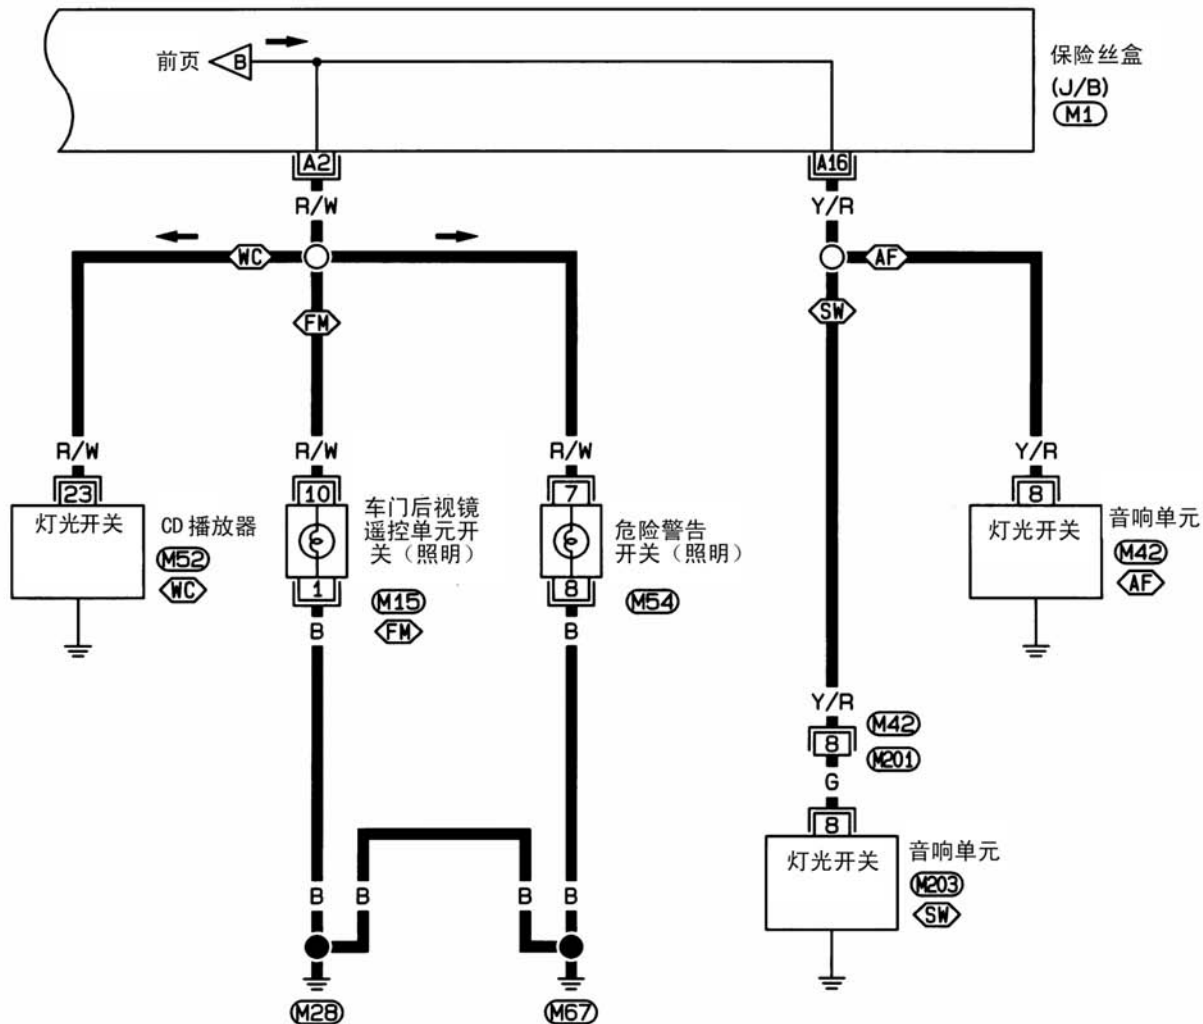 前页
B
保险丝盒
(J/B)
M1
A2
A16
R/W
Y/R
WC
AF
FM
SW
R/W
R/W
R/W
Y/R
23
10
7
8
灯光开关
CD 播放器
M52
WC
车门后视镜
遥控单元开
关（照明）
1
M15
FM
危险警告
开关（照明）
8
M54
灯光开关
音响单元
M42
AF
B
B
Y/R
8
M42
M201
G
8
灯光开关
音响单元
M203
SW
B
B
B
B
M28
M67